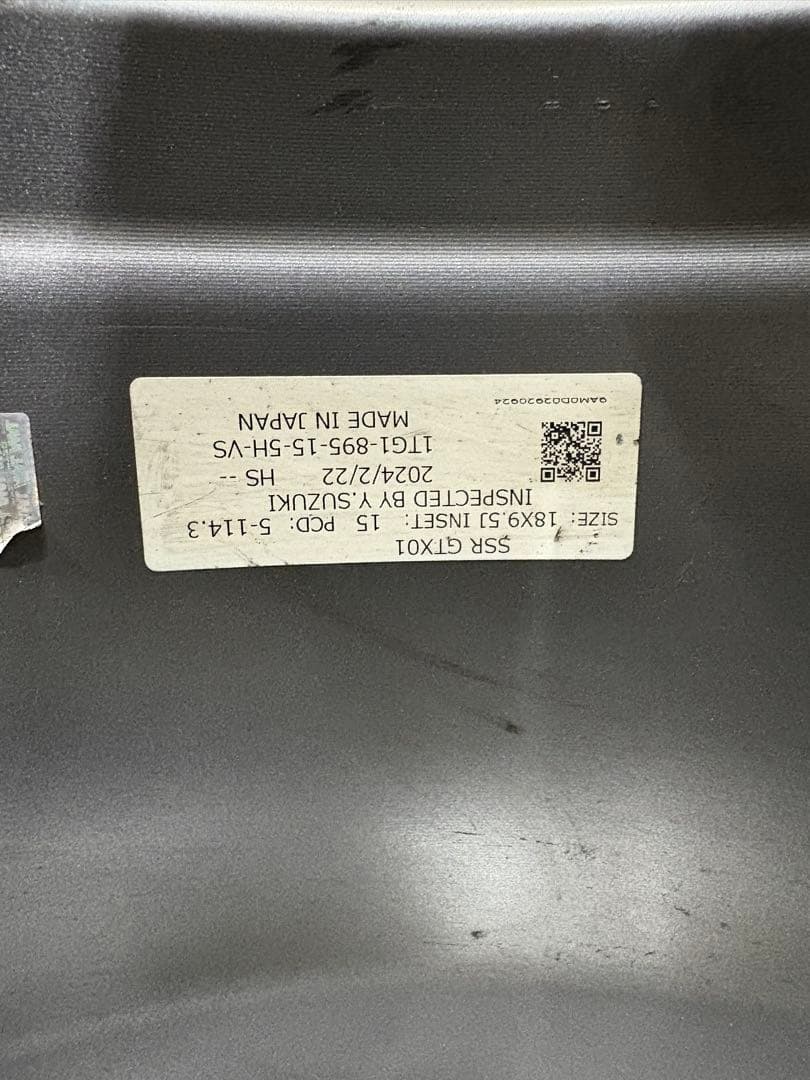 SSR GTX01
SIZE: 18X9.5J INSET: 15 PCD: 5-114.3
INSPECTED BY Y.SUZUKI
2024/2/22 HS --
1TG1-895-15-5H-VS
MADE IN JAPAN